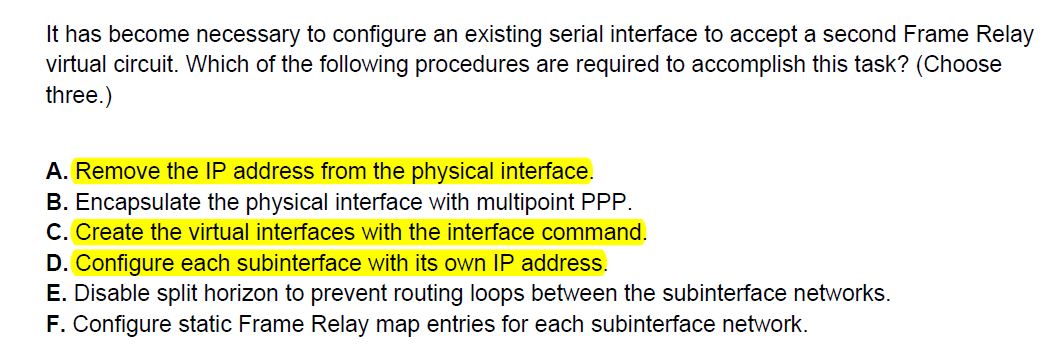 It has become necessary to configure an existing serial interface to accept a second Frame Relay
virtual circuit. Which of the following procedures are required to accomplish this task? (Choose
three.)
A. Remove the IP address from the physical interface.
B. Encapsulate the physical interface with multipoint PPP.
C. Create the virtual interfaces with the interface command.
D. Configure each subinterface with its own IP address.
E. Disable split horizon to prevent routing loops between the subinterface networks.
F. Configure static Frame Relay map entries for each subinterface network.